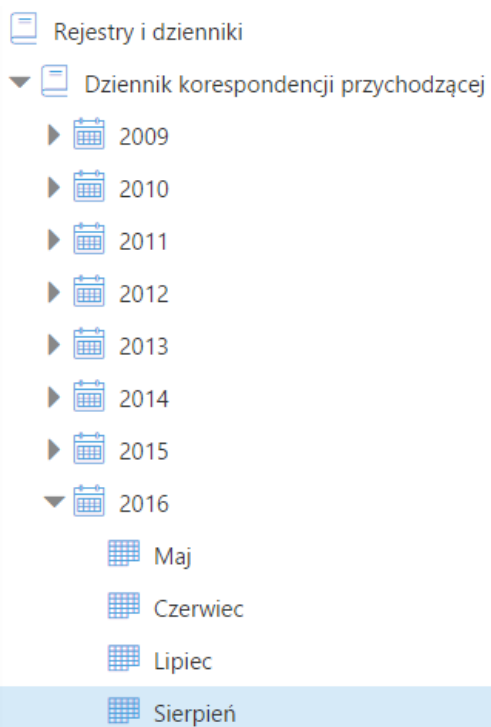 Rejestry i dzienniki
Dziennik korespondencji przychodzącej
2009
2010
2011
2012
2013
2014
2015
2016
Maj
Czerwiec
Lipiec
Sierpień